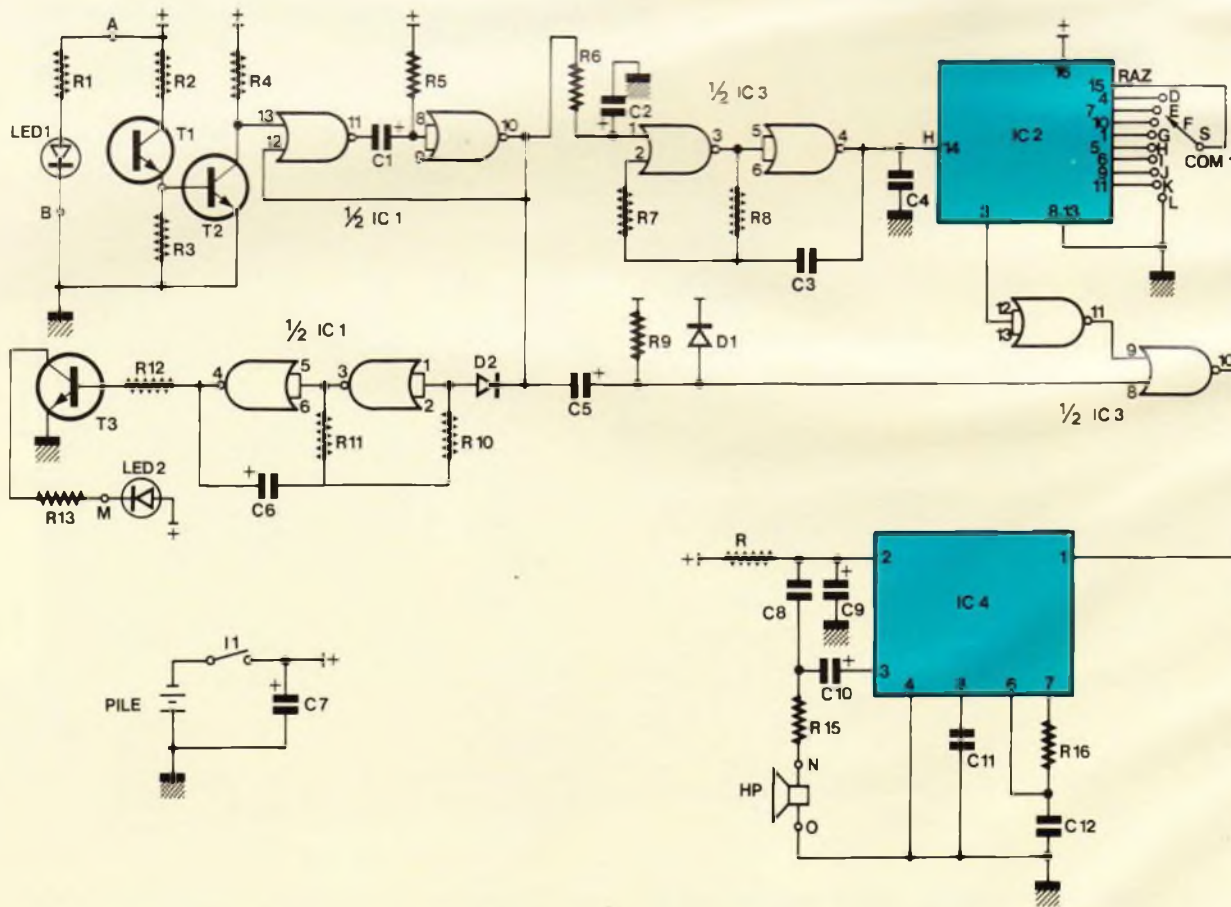 A
R1
R2
R4
R5
R6
LED1
T1
T2
B
R3
13
12
11
C1
+
8
9
10
½ IC 1
C2
+
½ IC 3
1
2
3
5
6
4
R7
R8
C3
C4
H
14
IC 2
16
15
RAZ
4
7
10
1
5
6
9
11
D
E
F
G
H
I
J
K
L
S
COM 1
3
8-13
12
13
11
9
8
10
½ IC 3
½ IC 1
T3
R12
4
5
6
3
1
2
D2
R11
R10
C6
+
C5
+
R9
D1
R13
M
LED2
+
PILE
I1
+
C7
+
+
R
C8
C9
+
C10
+
2
3
IC 4
1
4
8
6
7
R15
N
HP
O
C11
R16
C12